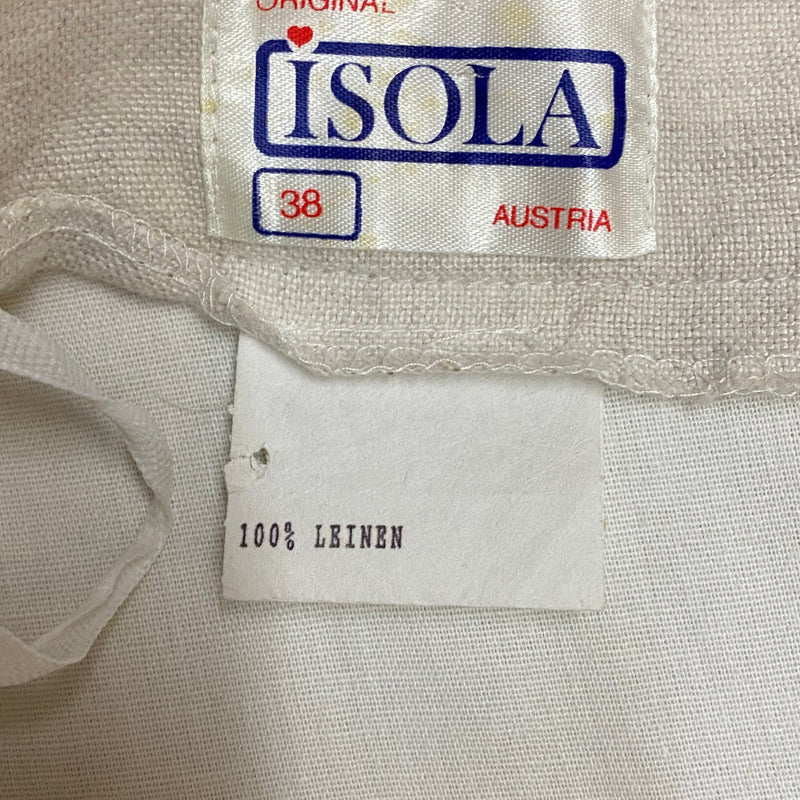 ORIGINAL
ISOLA
38
AUSTRIA
100% LEINEN